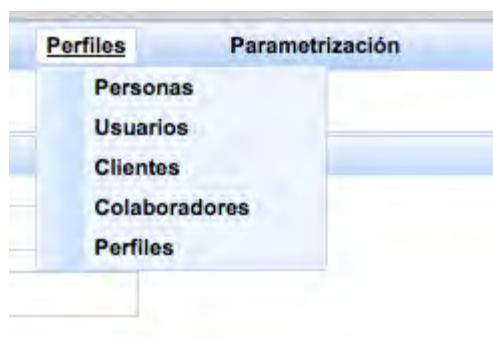 Perfiles Parametrización
Personas
Usuarios
Clientes
Colaboradores
Perfiles